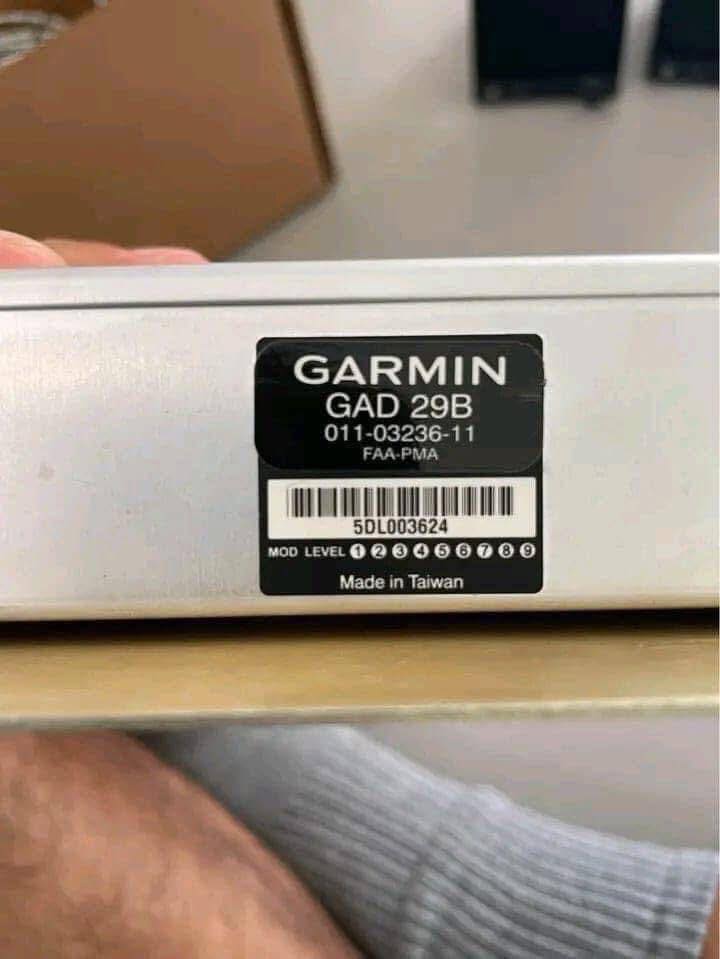 GARMIN
GAD 29B
011-03236-11
FAA-PMA
5DL003624
MOD LEVEL 1 2 3 4 5 6 7 8 9
Made in Taiwan